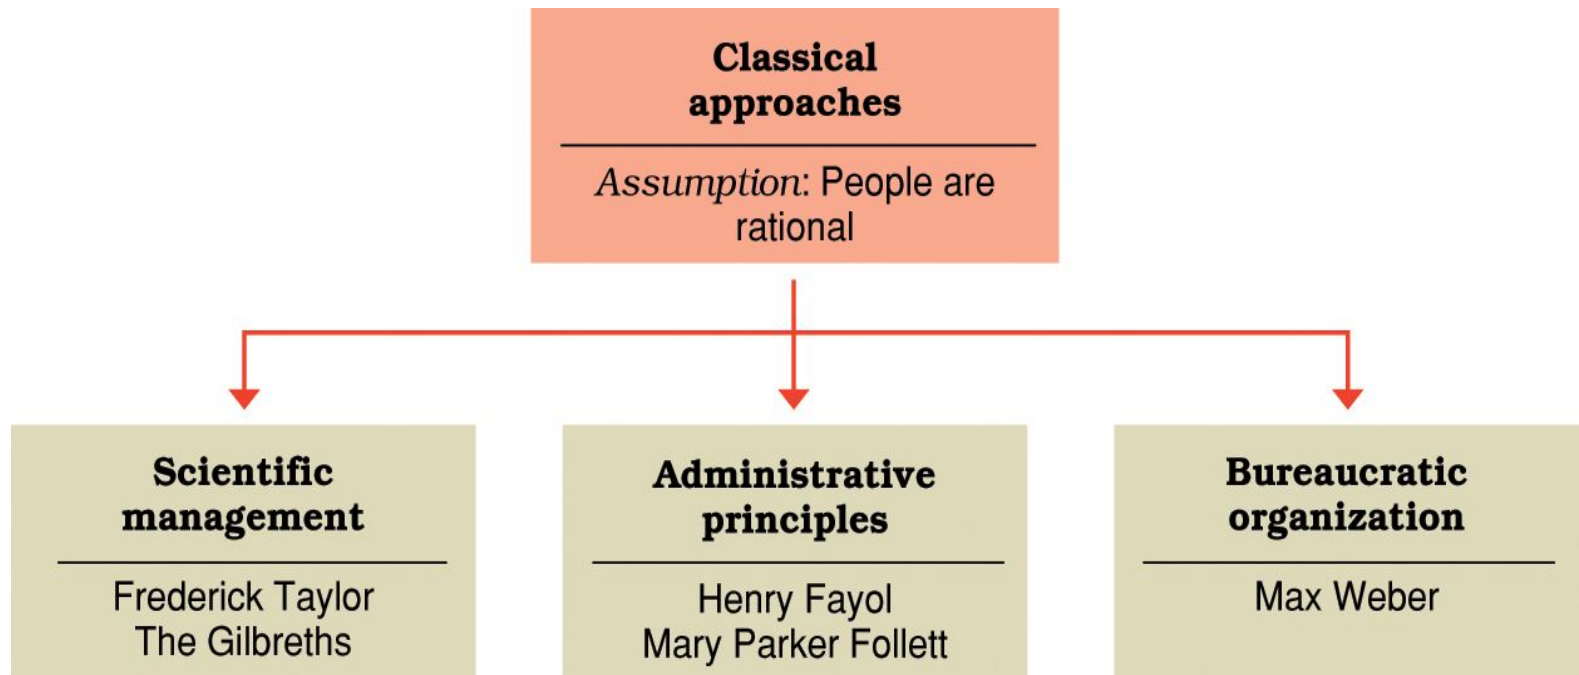 Classical
approaches
Assumption: People are
rational
Scientific
management
Frederick Taylor
The Gilbreths
Administrative
principles
Henry Fayol
Mary Parker Follett
Bureaucratic
organization
Max Weber